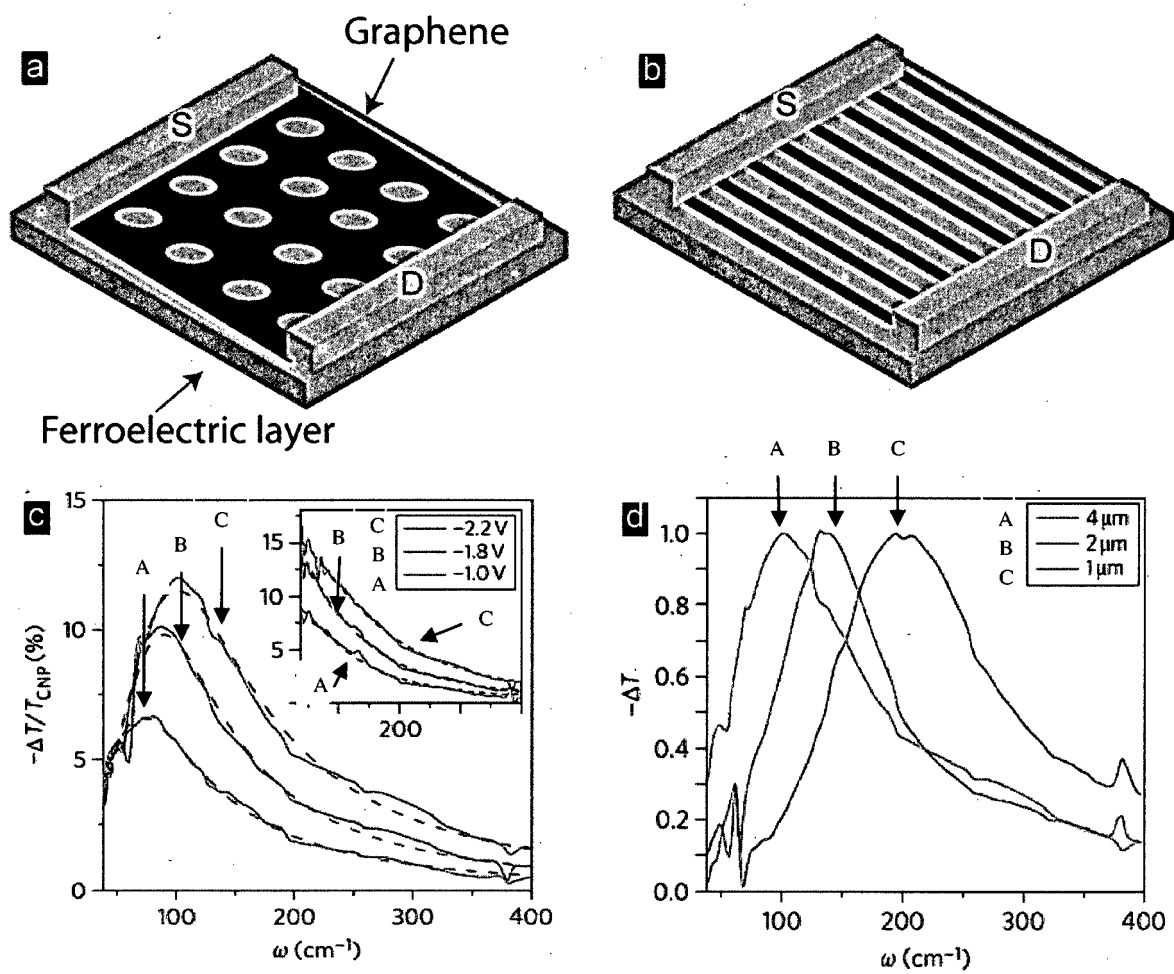 Graphene
a
S
D
Ferroelectric layer
b
S
D
c
15
10
5
0
−ΔT/T_CNP (%)
100
200
300
400
ω (cm⁻¹)
A
B
C
15
10
5
200
C −2.2 V
B −1.8 V
A −1.0 V
B
C
A
d
A
B
C
1.0
0.8
0.6
0.4
0.2
0.0
−ΔT
100
200
300
400
ω (cm⁻¹)
A 4 μm
B 2 μm
C 1 μm